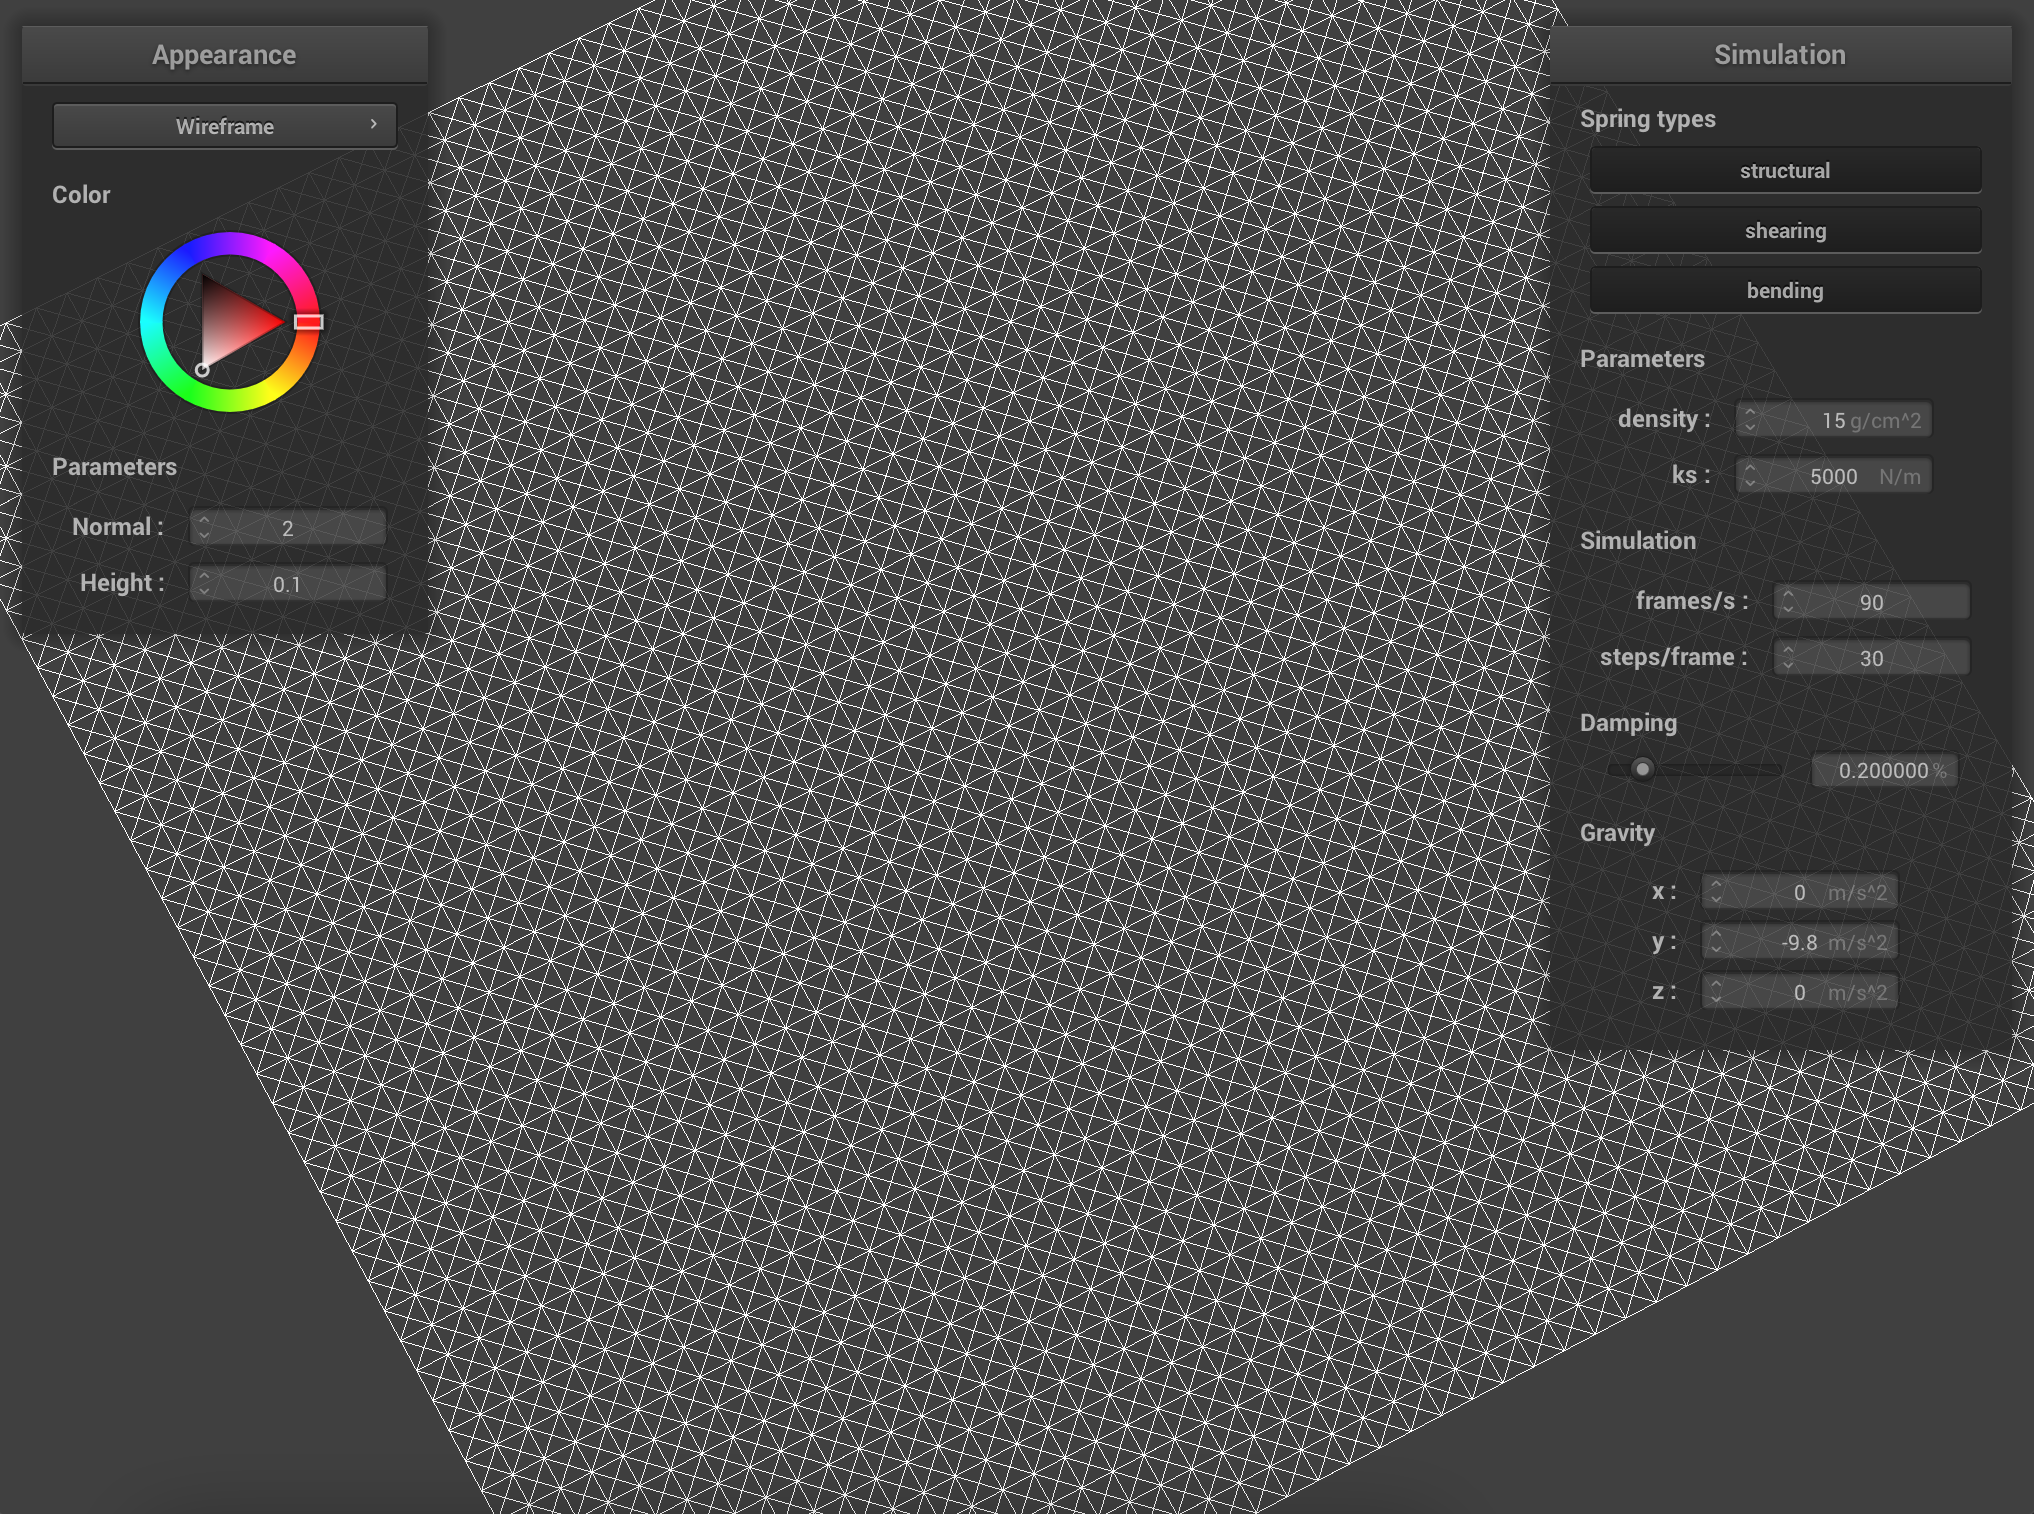 Appearance
Wireframe
Color
Parameters
Normal : 2
Height : 0.1
Simulation
Spring types
structural
shearing
bending
Parameters
density : 15 g/cm^2
ks : 5000 N/m
Simulation
frames/s : 90
steps/frame : 30
Damping
0.200000 %
Gravity
x : 0 m/s^2
y : -9.8 m/s^2
z : 0 m/s^2